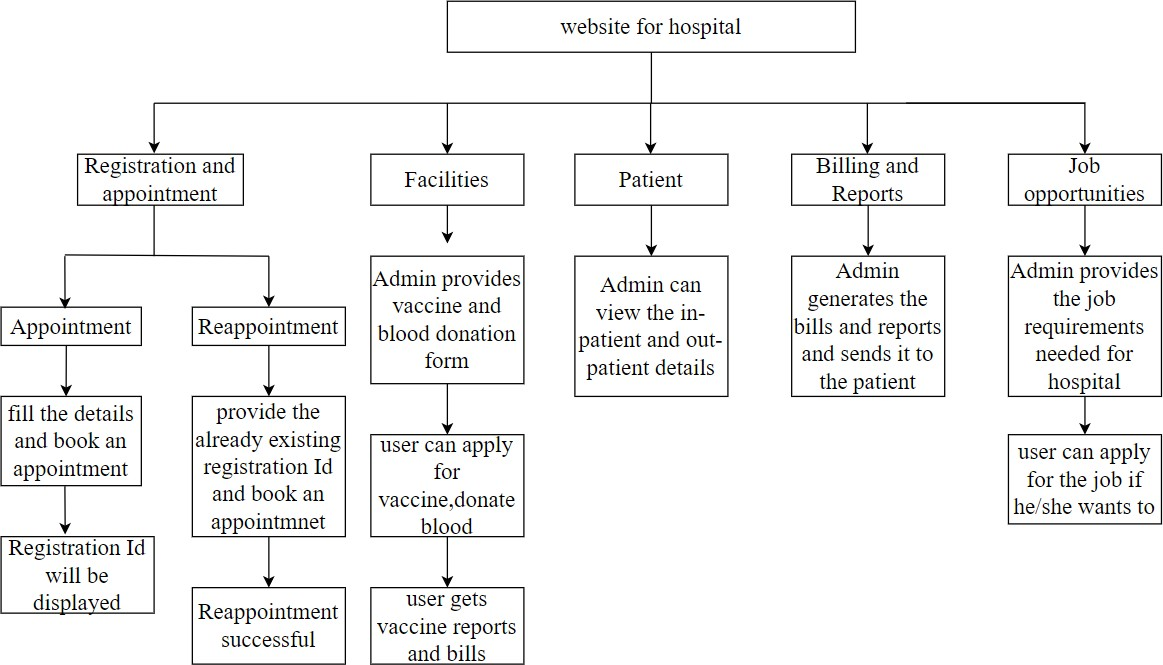 website for hospital
Registration and
appointment
Facilities
Patient
Billing and
Reports
Job
opportunities
Appointment
Reappointment
Admin provides
vaccine and
blood donation
form
Admin can
view the in-
patient and out-
patient details
Admin
generates the
bills and reports
and sends it to
the patient
Admin provides
the job
requirements
needed for
hospital
fill the details
and book an
appointment
provide the
already existing
registration Id
and book an
appointmnet
user can apply
for
vaccine,donate
blood
user can apply
for the job if
he/she wants to
Registration Id
will be
displayed
Reappointment
successful
user gets
vaccine reports
and bills